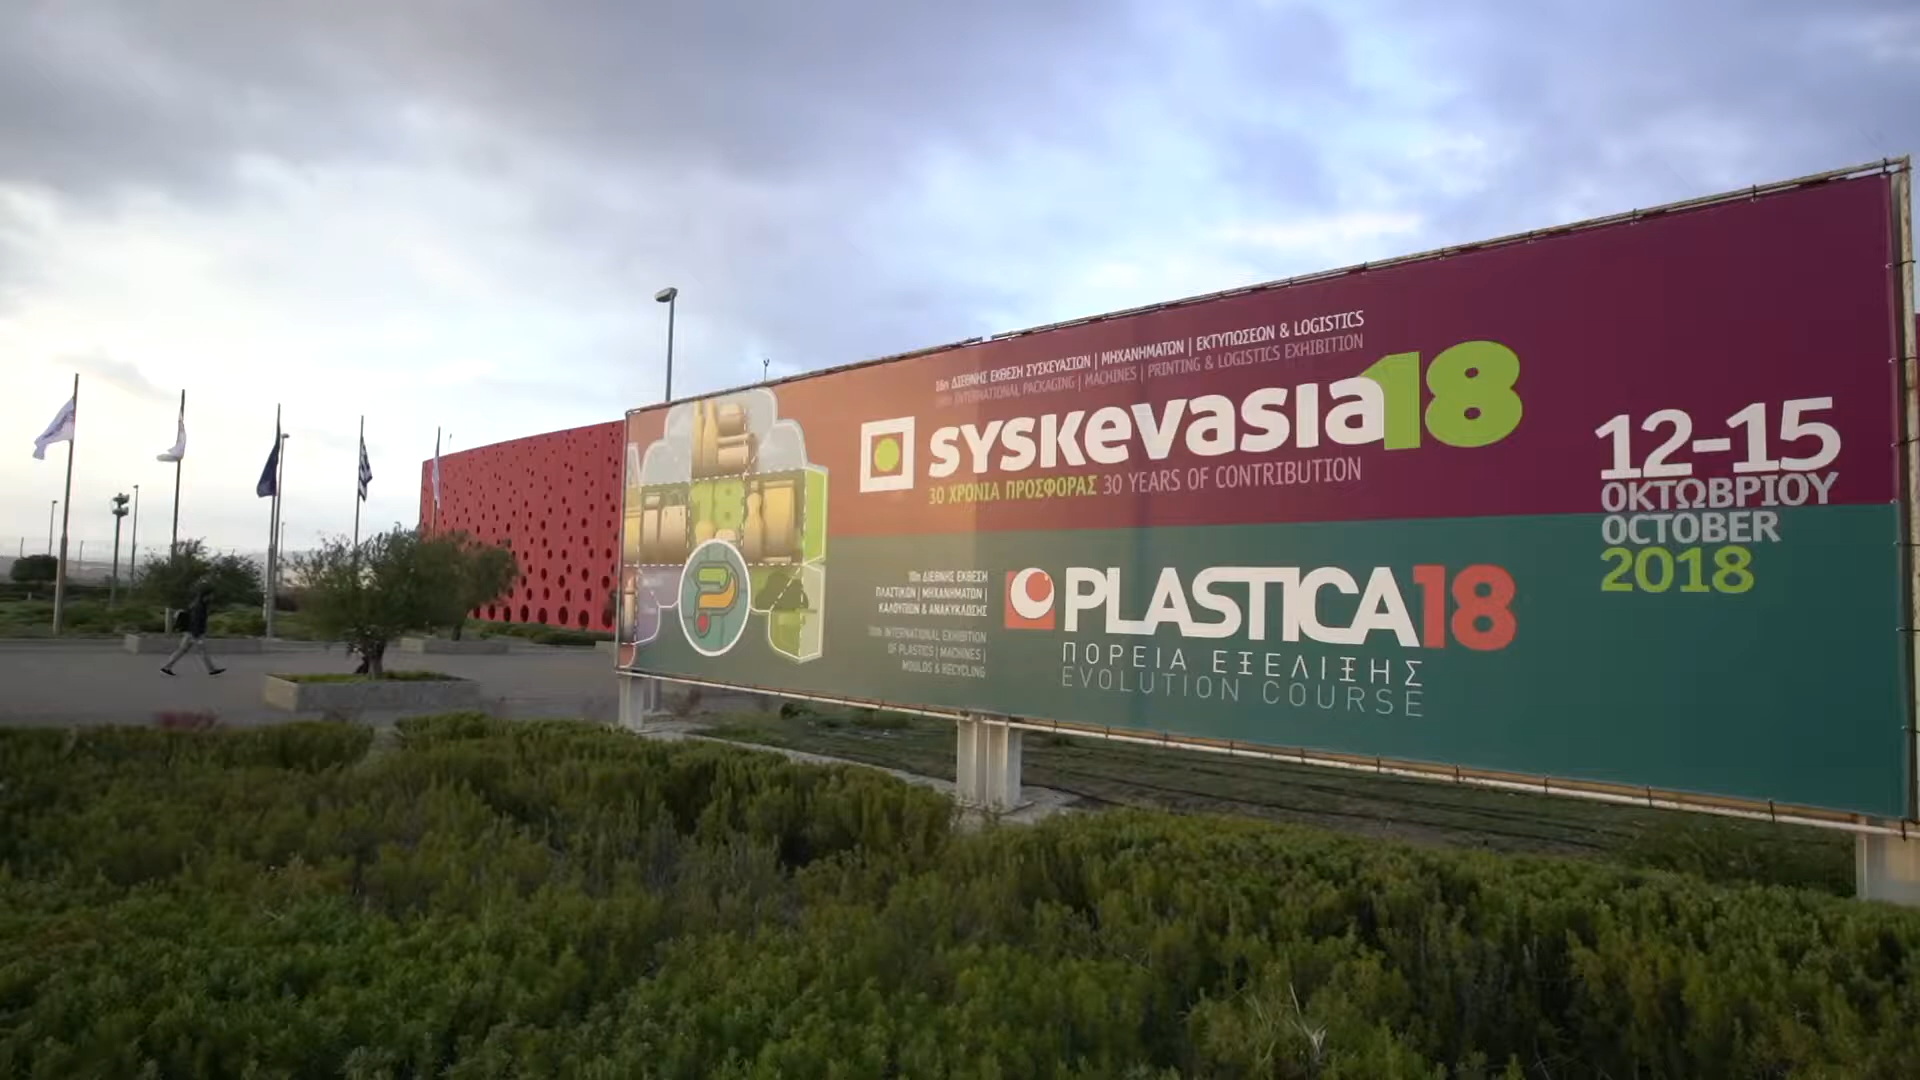 16η ΔΙΕΘΝΗΣ ΕΚΘΕΣΗ ΣΥΣΚΕΥΑΣΙΩΝ | ΜΗΧΑΝΗΜΑΤΩΝ | ΕΚΤΥΠΩΣΕΩΝ & LOGISTICS
INTERNATIONAL PACKAGING | MACHINES | PRINTING & LOGISTICS EXHIBITION
SYSKEVASIA18
30 ΧΡΟΝΙΑ ΠΡΟΣΦΟΡΑΣ 30 YEARS OF CONTRIBUTION
12-15
ΟΚΤΩΒΡΙΟΥ
OCTOBER
2018
18
10η ΔΙΕΘΝΗΣ ΕΚΘΕΣΗ
ΠΛΑΣΤΙΚΩΝ | ΜΗΧΑΝΗΜΑΤΩΝ |
ΚΑΛΟΥΠΙΩΝ & ΑΝΑΚΥΚΛΩΣΗΣ
10th INTERNATIONAL EXHIBITION
OF PLASTICS | MACHINES |
MOULDS & RECYCLING
PLASTICA18
ΠΟΡΕΙΑ ΕΞΕΛΙΞΗΣ
EVOLUTION COURSE